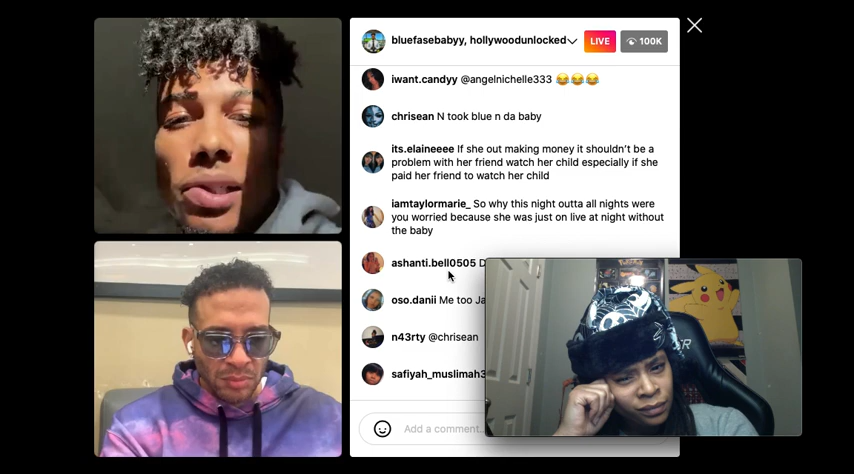 bluefasebabyy, hollywoodunlocked
LIVE
100K
iwant.candyy @angelnichelle333 😂😂😂
chrisean N took blue n da baby
its.elaineeee If she out making money it shouldn’t be a
problem with her friend watch her child especially if she
paid her friend to watch her child
iamtaylormarie_ So why this night outta all nights were
you worried because she was just on live at night without
the baby
ashanti.bell0505
oso.danii Me too
n43rty @chrisean
Add a comment...